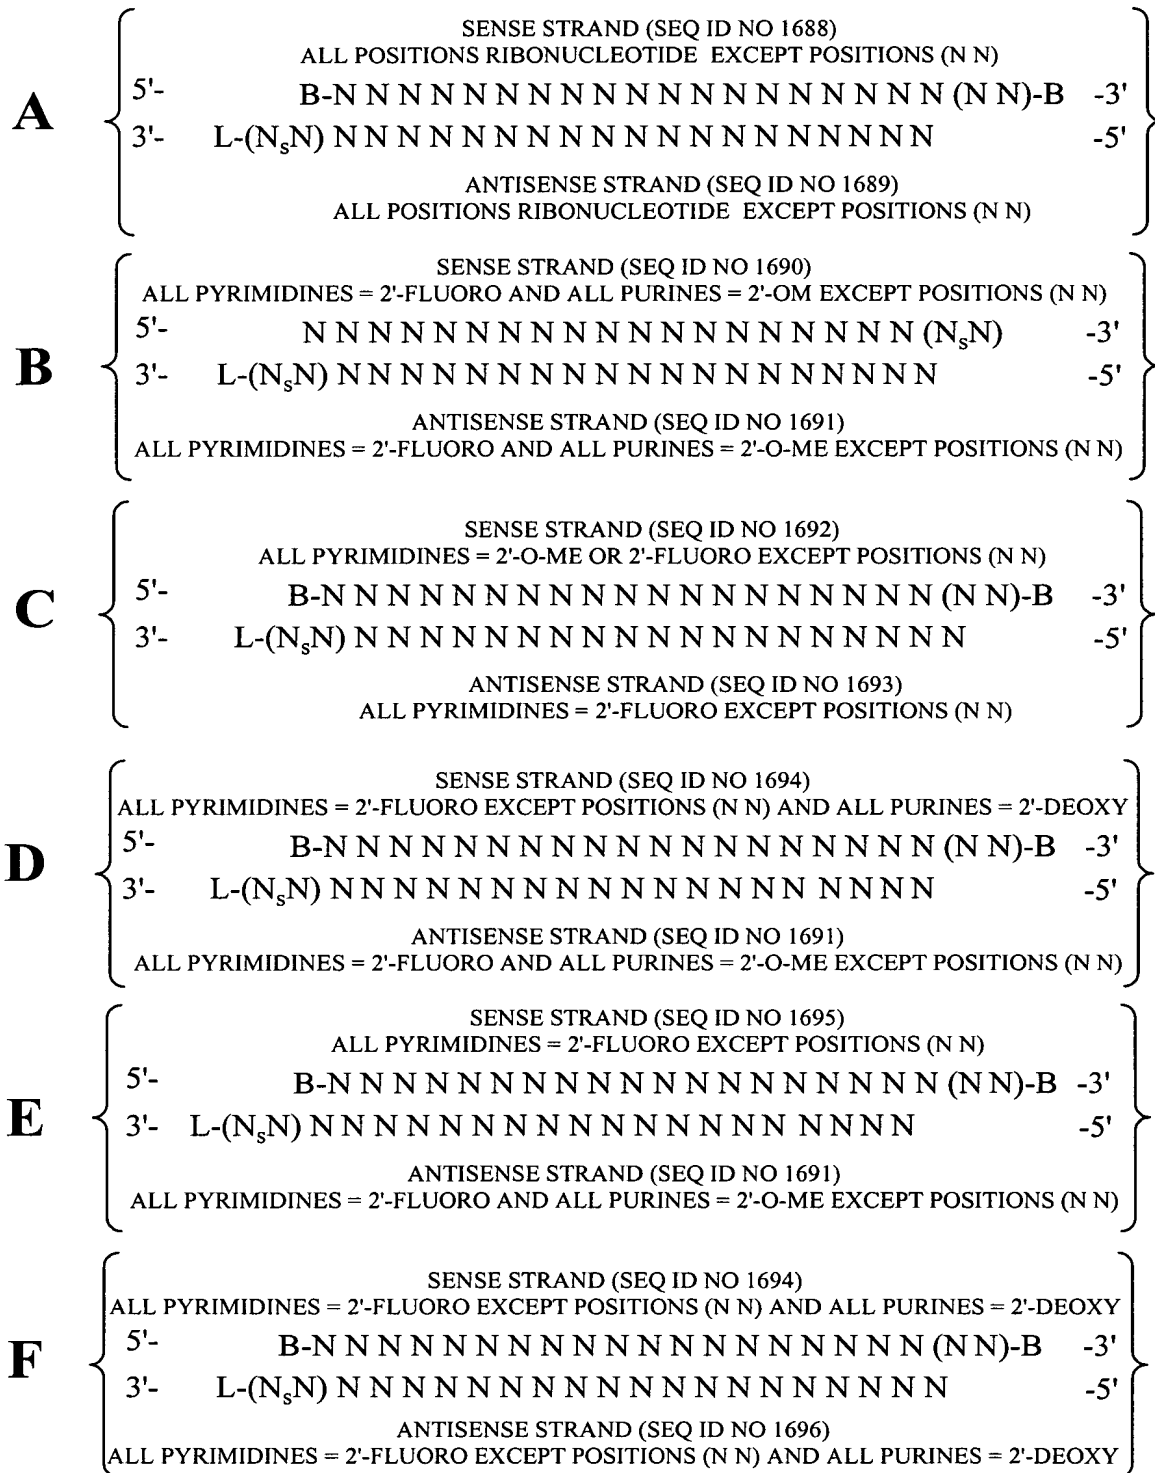 SENSE STRAND (SEQ ID NO 1688)
ALL POSITIONS RIBONUCLEOTIDE EXCEPT POSITIONS (N N)
A
5'- B-N N N N N N N N N N N N N N N N N N N (N N)-B -3'
3'- L-(NsN) N N N N N N N N N N N N N N N N N N N -5'
ANTISENSE STRAND (SEQ ID NO 1689)
ALL POSITIONS RIBONUCLEOTIDE EXCEPT POSITIONS (N N)
SENSE STRAND (SEQ ID NO 1690)
ALL PYRIMIDINES = 2'-FLUORO AND ALL PURINES = 2'-OM EXCEPT POSITIONS (N N)
B
5'- N N N N N N N N N N N N N N N N N N N (NsN) -3'
3'- L-(NsN) N N N N N N N N N N N N N N N N N N N -5'
ANTISENSE STRAND (SEQ ID NO 1691)
ALL PYRIMIDINES = 2'-FLUORO AND ALL PURINES = 2'-O-ME EXCEPT POSITIONS (N N)
SENSE STRAND (SEQ ID NO 1692)
ALL PYRIMIDINES = 2'-O-ME OR 2'-FLUORO EXCEPT POSITIONS (N N)
C
5'- B-N N N N N N N N N N N N N N N N N N N (N N)-B -3'
3'- L-(NsN) N N N N N N N N N N N N N N N N N N N -5'
ANTISENSE STRAND (SEQ ID NO 1693)
ALL PYRIMIDINES = 2'-FLUORO EXCEPT POSITIONS (N N)
SENSE STRAND (SEQ ID NO 1694)
ALL PYRIMIDINES = 2'-FLUORO EXCEPT POSITIONS (N N) AND ALL PURINES = 2'-DEOXY
D
5'- B-N N N N N N N N N N N N N N N N N N N (N N)-B -3'
3'- L-(NsN) N N N N N N N N N N N N N N N N N N N -5'
ANTISENSE STRAND (SEQ ID NO 1691)
ALL PYRIMIDINES = 2'-FLUORO AND ALL PURINES = 2'-O-ME EXCEPT POSITIONS (N N)
SENSE STRAND (SEQ ID NO 1695)
ALL PYRIMIDINES = 2'-FLUORO EXCEPT POSITIONS (N N)
E
5'- B-N N N N N N N N N N N N N N N N N N N (N N)-B -3'
3'- L-(NsN) N N N N N N N N N N N N N N N N N N N -5'
ANTISENSE STRAND (SEQ ID NO 1691)
ALL PYRIMIDINES = 2'-FLUORO AND ALL PURINES = 2'-O-ME EXCEPT POSITIONS (N N)
SENSE STRAND (SEQ ID NO 1694)
ALL PYRIMIDINES = 2'-FLUORO EXCEPT POSITIONS (N N) AND ALL PURINES = 2'-DEOXY
F
5'- B-N N N N N N N N N N N N N N N N N N N N (N N)-B -3'
3'- L-(NsN) N N N N N N N N N N N N N N N N N N N -5'
ANTISENSE STRAND (SEQ ID NO 1696)
ALL PYRIMIDINES = 2'-FLUORO EXCEPT POSITIONS (N N) AND ALL PURINES = 2'-DEOXY